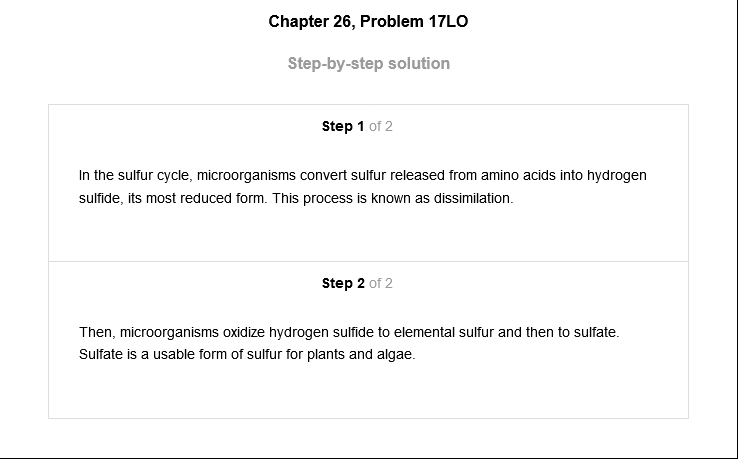 Chapter 26, Problem 17LO
Step-by-step solution
Step 1 of 2
In the sulfur cycle, microorganisms convert sulfur released from amino acids into hydrogen
sulfide, its most reduced form. This process is known as dissimilation.
Step 2 of 2
Then, microorganisms oxidize hydrogen sulfide to elemental sulfur and then to sulfate.
Sulfate is a usable form of sulfur for plants and algae.